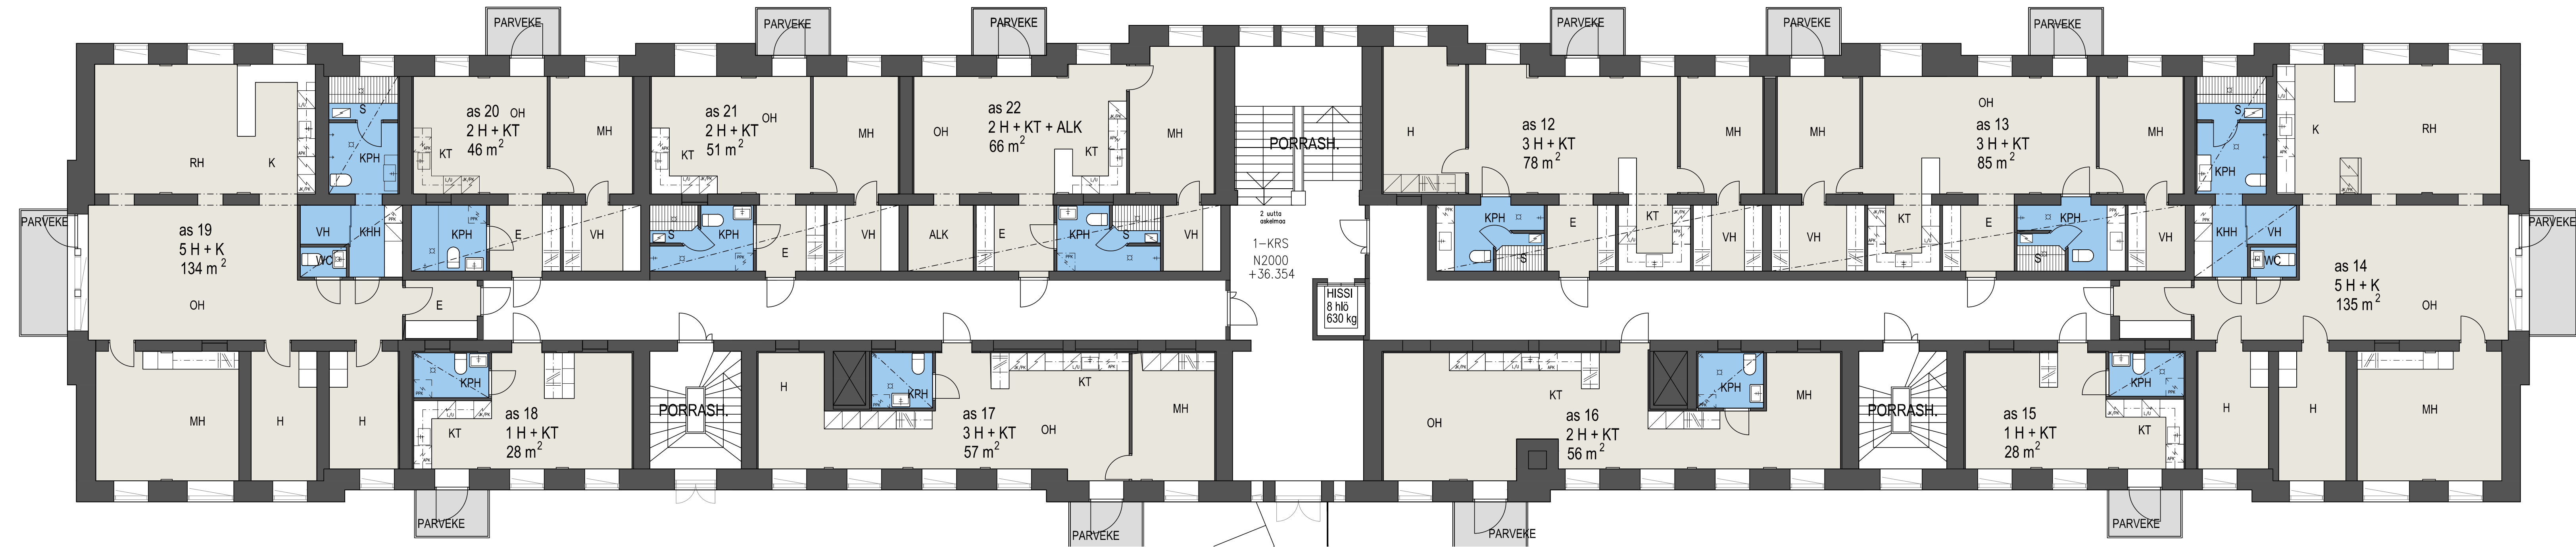 PARVEKE
PARVEKE
PARVEKE
PARVEKE
PARVEKE
PARVEKE
RH
K
S
KPH
as 20
2 H + KT
46 m²
OH
KT
MH
as 21
2 H + KT
51 m²
OH
KT
MH
as 22
2 H + KT + ALK
66 m²
OH
KT
MH
PORRASH.
H
as 12
3 H + KT
78 m²
MH
MH
OH
as 13
3 H + KT
85 m²
MH
S
KPH
K
RH
PARVEKE
as 19
5 H + K
134 m²
OH
VH
KHH
WC
E
KPH
E
VH
S
KPH
E
VH
ALK
E
KPH
S
VH
2 uutta
askelmaa
1-KRS
N2000
+36.354
HISSI
8 hlö
630 kg
KPH
S
E
KT
VH
VH
KT
E
KPH
S
VH
KHH
VH
WC
as 14
5 H + K
135 m²
OH
PARVEKE
MH
H
H
KPH
KT
as 18
1 H + KT
28 m²
PORRASH.
H
KPH
as 17
3 H + KT
57 m²
KT
OH
MH
OH
KT
as 16
2 H + KT
56 m²
KPH
MH
PORRASH.
as 15
1 H + KT
28 m²
KPH
KT
H
H
MH
PARVEKE
PARVEKE
PARVEKE
PARVEKE